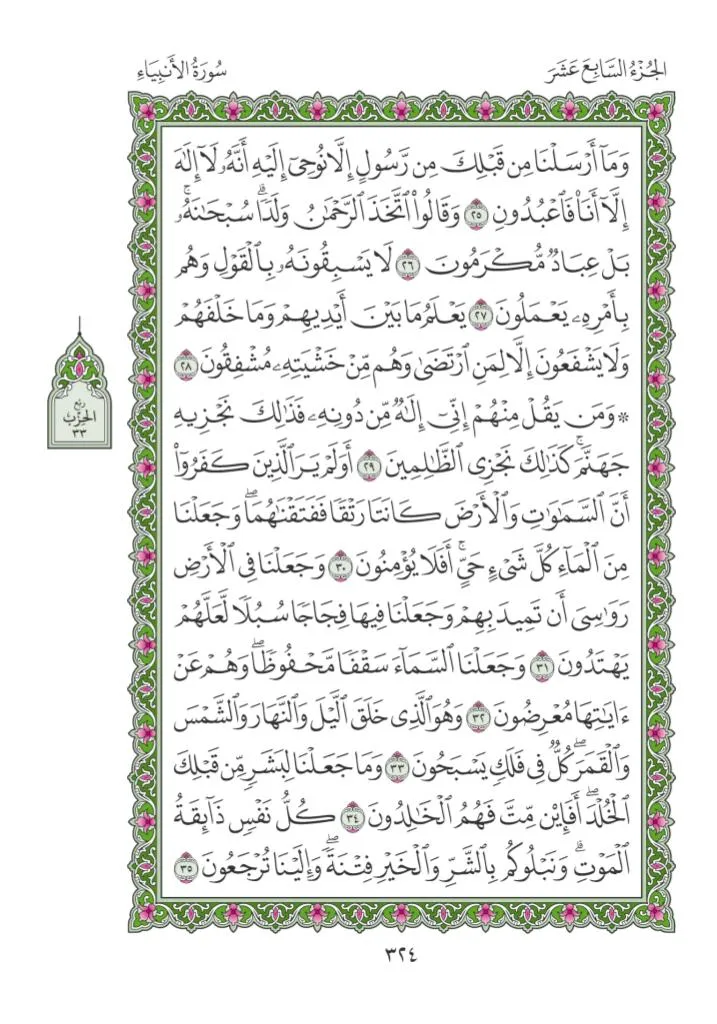 الجُزْءُ السَّابِعَ عَشَرَ
سُورَةُ الأَنبِيَاءِ
وَمَآ أَرْسَلْنَا مِن قَبْلِكَ مِن رَّسُولٍ إِلَّا نُوحِىٓ إِلَيْهِ أَنَّهُۥ لَآ إِلَٰهَ
إِلَّآ أَنَا۠ فَٱعْبُدُونِ ٢٥ وَقَالُوا۟ ٱتَّخَذَ ٱلرَّحْمَٰنُ وَلَدًا ۗ سُبْحَٰنَهُۥ ۚ
بَلْ عِبَادٌ مُّكْرَمُونَ ٢٦ لَا يَسْبِقُونَهُۥ بِٱلْقَوْلِ وَهُم
بِأَمْرِهِۦ يَعْمَلُونَ ٢٧ يَعْلَمُ مَا بَيْنَ أَيْدِيهِمْ وَمَا خَلْفَهُمْ
وَلَا يَشْفَعُونَ إِلَّا لِمَنِ ٱرْتَضَىٰ وَهُم مِّنْ خَشْيَتِهِۦ مُشْفِقُونَ ٢٨
* وَمَن يَقُلْ مِنْهُمْ إِنِّىٓ إِلَٰهٌ مِّن دُونِهِۦ فَذَٰلِكَ نَجْزِيهِ
جَهَنَّمَ ۚ كَذَٰلِكَ نَجْزِى ٱلظَّٰلِمِينَ ٢٩ أَوَلَمْ يَرَ ٱلَّذِينَ كَفَرُوٓا۟
أَنَّ ٱلسَّمَٰوَٰتِ وَٱلْأَرْضَ كَانَتَا رَتْقًا فَفَتَقْنَٰهُمَا ۖ وَجَعَلْنَا
مِنَ ٱلْمَآءِ كُلَّ شَىْءٍ حَىٍّ ۖ أَفَلَا يُؤْمِنُونَ ٣٠ وَجَعَلْنَا فِى ٱلْأَرْضِ
رَوَٰسِىَ أَن تَمِيدَ بِهِمْ وَجَعَلْنَا فِيهَا فِجَاجًا سُبُلًا لَّعَلَّهُمْ
يَهْتَدُونَ ٣١ وَجَعَلْنَا ٱلسَّمَآءَ سَقْفًا مَّحْفُوظًا ۖ وَهُمْ عَنْ
ءَايَٰتِهَا مُعْرِضُونَ ٣٢ وَهُوَ ٱلَّذِى خَلَقَ ٱلَّيْلَ وَٱلنَّهَارَ وَٱلشَّمْسَ
وَٱلْقَمَرَ ۖ كُلٌّ فِى فَلَكٍ يَسْبَحُونَ ٣٣ وَمَا جَعَلْنَا لِبَشَرٍ مِّن قَبْلِكَ
ٱلْخُلْدَ ۖ أَفَإِي۟ن مِّتَّ فَهُمُ ٱلْخَٰلِدُونَ ٣٤ كُلُّ نَفْسٍ ذَآئِقَةُ
ٱلْمَوْتِ ۗ وَنَبْلُوكُم بِٱلشَّرِّ وَٱلْخَيْرِ فِتْنَةً ۖ وَإِلَيْنَا تُرْجَعُونَ ٣٥
ربع
الحزب
٣٣
٣٢٤